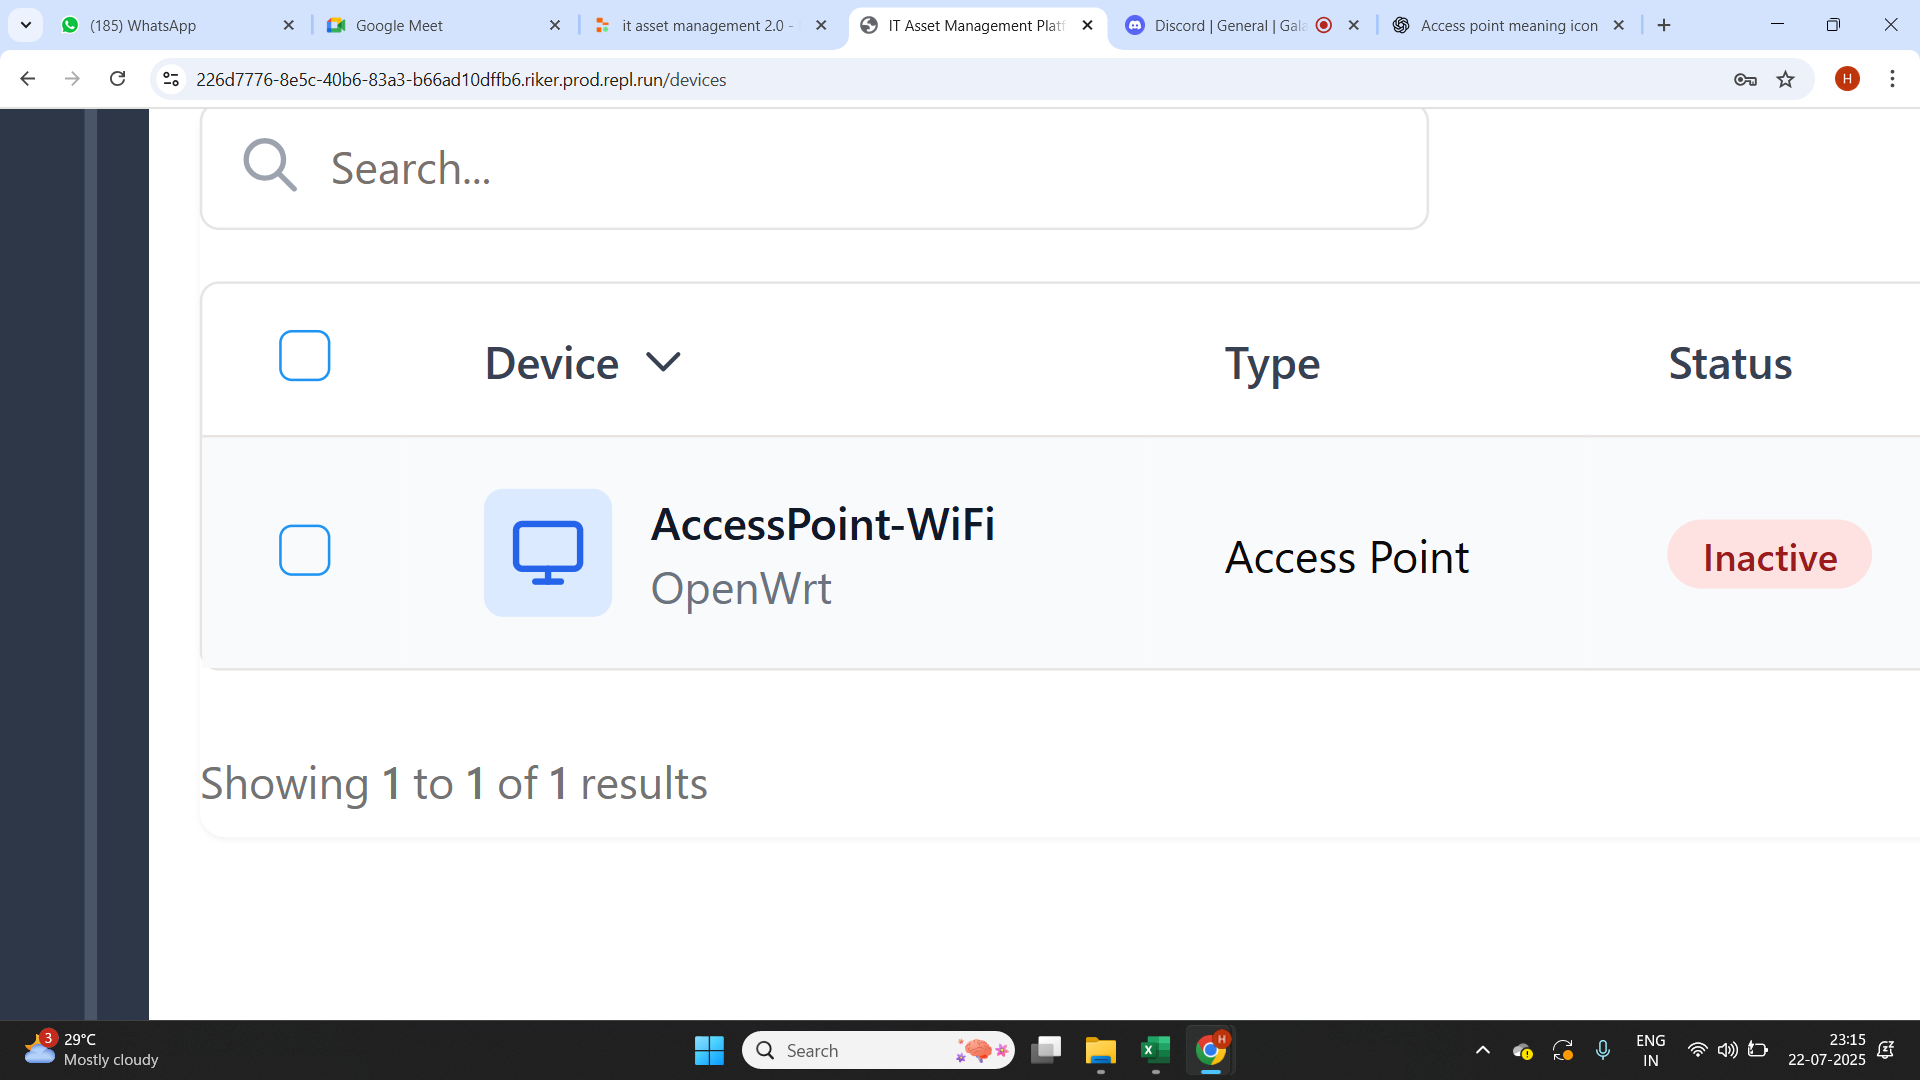 (185) WhatsApp
Google Meet
it asset management 2.0 -
IT Asset Management Platf
Discord | General | Gala
Access point meaning icon
226d7776-8e5c-40b6-83a3-b66ad10dffb6.riker.prod.repl.run/devices
H
Search...
Device
Type
Status
AccessPoint-WiFi
OpenWrt
Access Point
Inactive
Showing 1 to 1 of 1 results
3
29°C
Mostly cloudy
Search
H
ENG
IN
23:15
22-07-2025